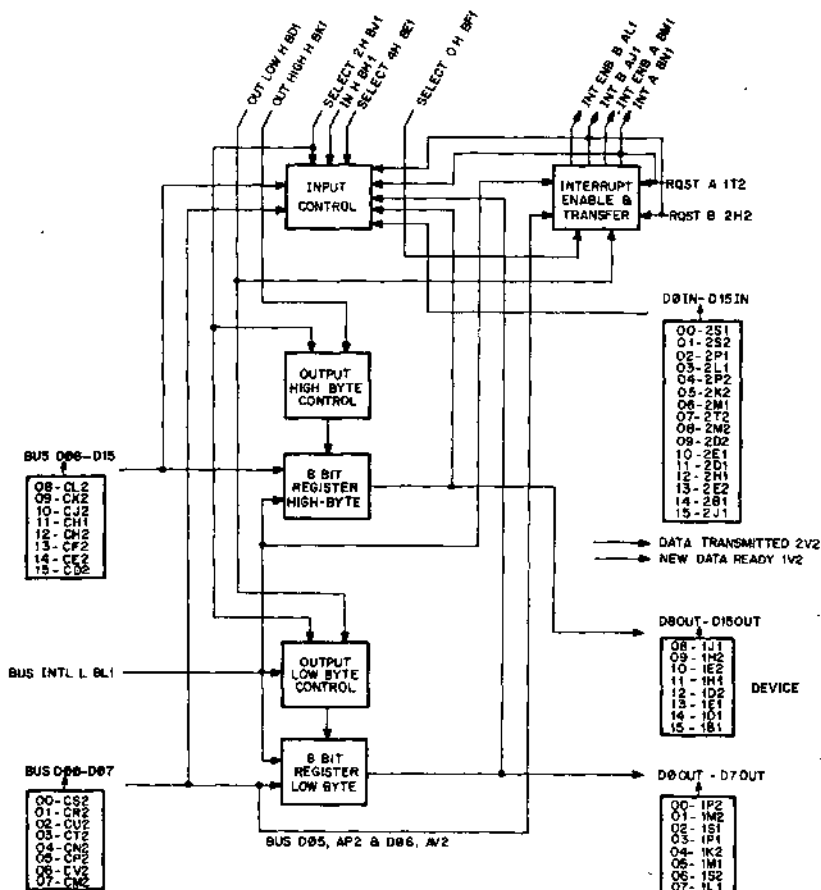 OUT LOW H BD1
OUT HIGH H BK1
SELECT 2H BJ1
IN H BH1
SELECT 4H BE1
SELECT 0 H BF1
INT ENB B AL1
INT B AJ1
INT ENB A BM1
INT A BN1
INPUT
CONTROL
INTERRUPT
ENABLE &
TRANSFER
RQST A 1T2
RQST B 2H2
DØIN-D15IN
00-2S1
01-2S2
02-2P1
03-2L1
04-2P2
05-2K2
06-2M1
07-2T2
08-2M2
09-2D2
10-2E1
11-2D1
12-2H1
13-2E2
14-2B1
15-2J1
OUTPUT
HIGH BYTE
CONTROL
BUS D08-D15
08-CL2
09-CK2
10-CJ2
11-CH1
12-CH2
13-CF2
14-CE2
15-CD2
8 BIT
REGISTER
HIGH-BYTE
DATA TRANSMITTED 2V2
NEW DATA READY 1V2
D8OUT-D15OUT
08-1J1
09-1H2
10-1E2
11-1H1
12-1D2
13-1E1
14-1D1
15-1B1
DEVICE
BUS INTL L BL1
OUTPUT
LOW BYTE
CONTROL
8 BIT
REGISTER
LOW BYTE
BUS DØØ-DØ7
00-CS2
01-CR2
02-CU2
03-CT2
04-CN2
05-CP2
06-CV2
07-CM2
BUS DØ5, AP2 & DØ6, AV2
DØOUT - D7OUT
00-1P2
01-1M2
02-1S1
03-1P1
04-1K2
05-1M1
06-1S2
07-1L1